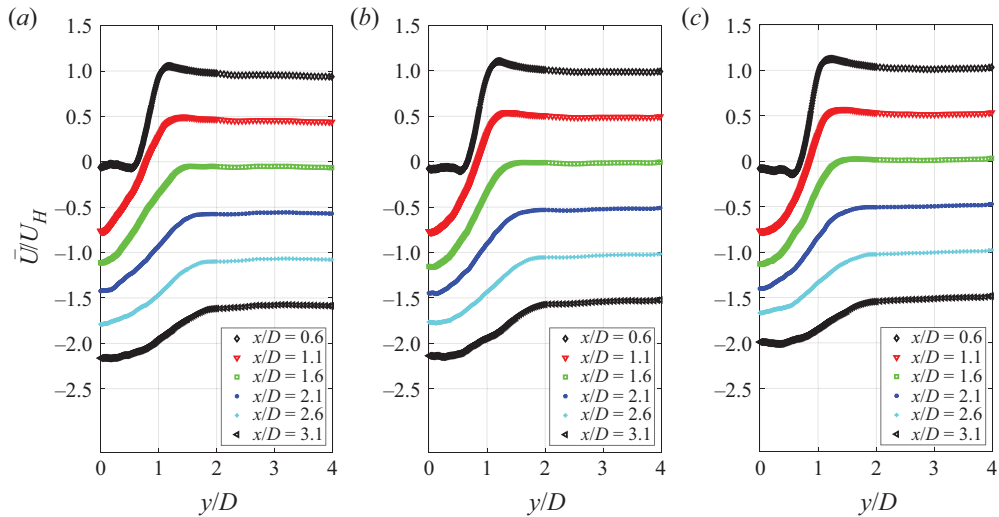 (a)
1.5
1.0
0.5
0
–0.5
–1.0
–1.5
–2.0
–2.5
Ū/U_H
x/D = 0.6
x/D = 1.1
x/D = 1.6
x/D = 2.1
x/D = 2.6
x/D = 3.1
0 1 2 3 4
y/D
(b)
1.5
1.0
0.5
0
–0.5
–1.0
–1.5
–2.0
–2.5
x/D = 0.6
x/D = 1.1
x/D = 1.6
x/D = 2.1
x/D = 2.6
x/D = 3.1
0 1 2 3 4
y/D
(c)
1.5
1.0
0.5
0
–0.5
–1.0
–1.5
–2.0
–2.5
x/D = 0.6
x/D = 1.1
x/D = 1.6
x/D = 2.1
x/D = 2.6
x/D = 3.1
0 1 2 3 4
y/D